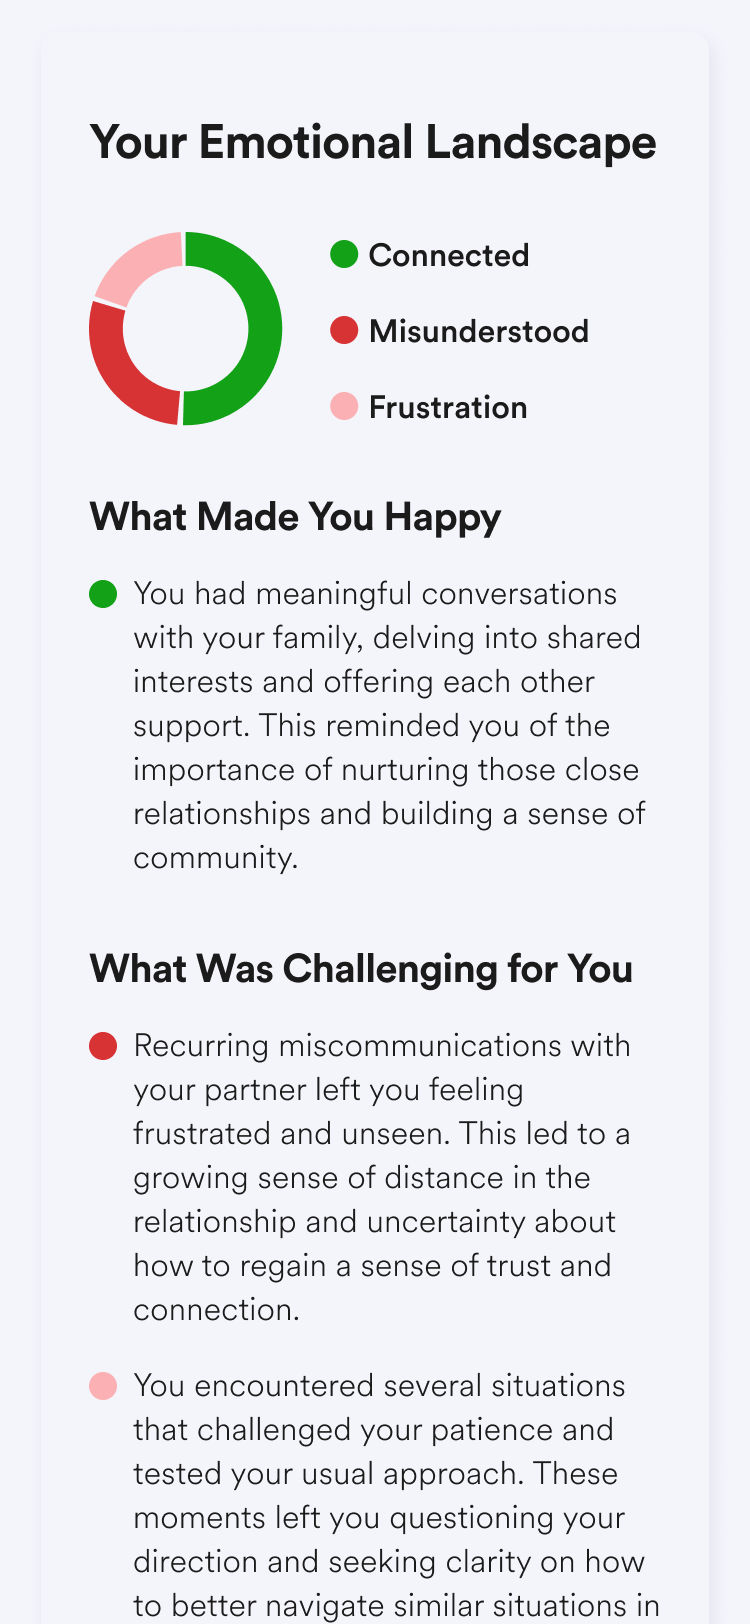 Your Emotional Landscape
Connected
Misunderstood
Frustration
What Made You Happy
You had meaningful conversations
with your family, delving into shared
interests and offering each other
support. This reminded you of the
importance of nurturing those close
relationships and building a sense of
community.
What Was Challenging for You
Recurring miscommunications with
your partner left you feeling
frustrated and unseen. This led to a
growing sense of distance in the
relationship and uncertainty about
how to regain a sense of trust and
connection.
You encountered several situations
that challenged your patience and
tested your usual approach. These
moments left you questioning your
direction and seeking clarity on how
to better navigate similar situations in